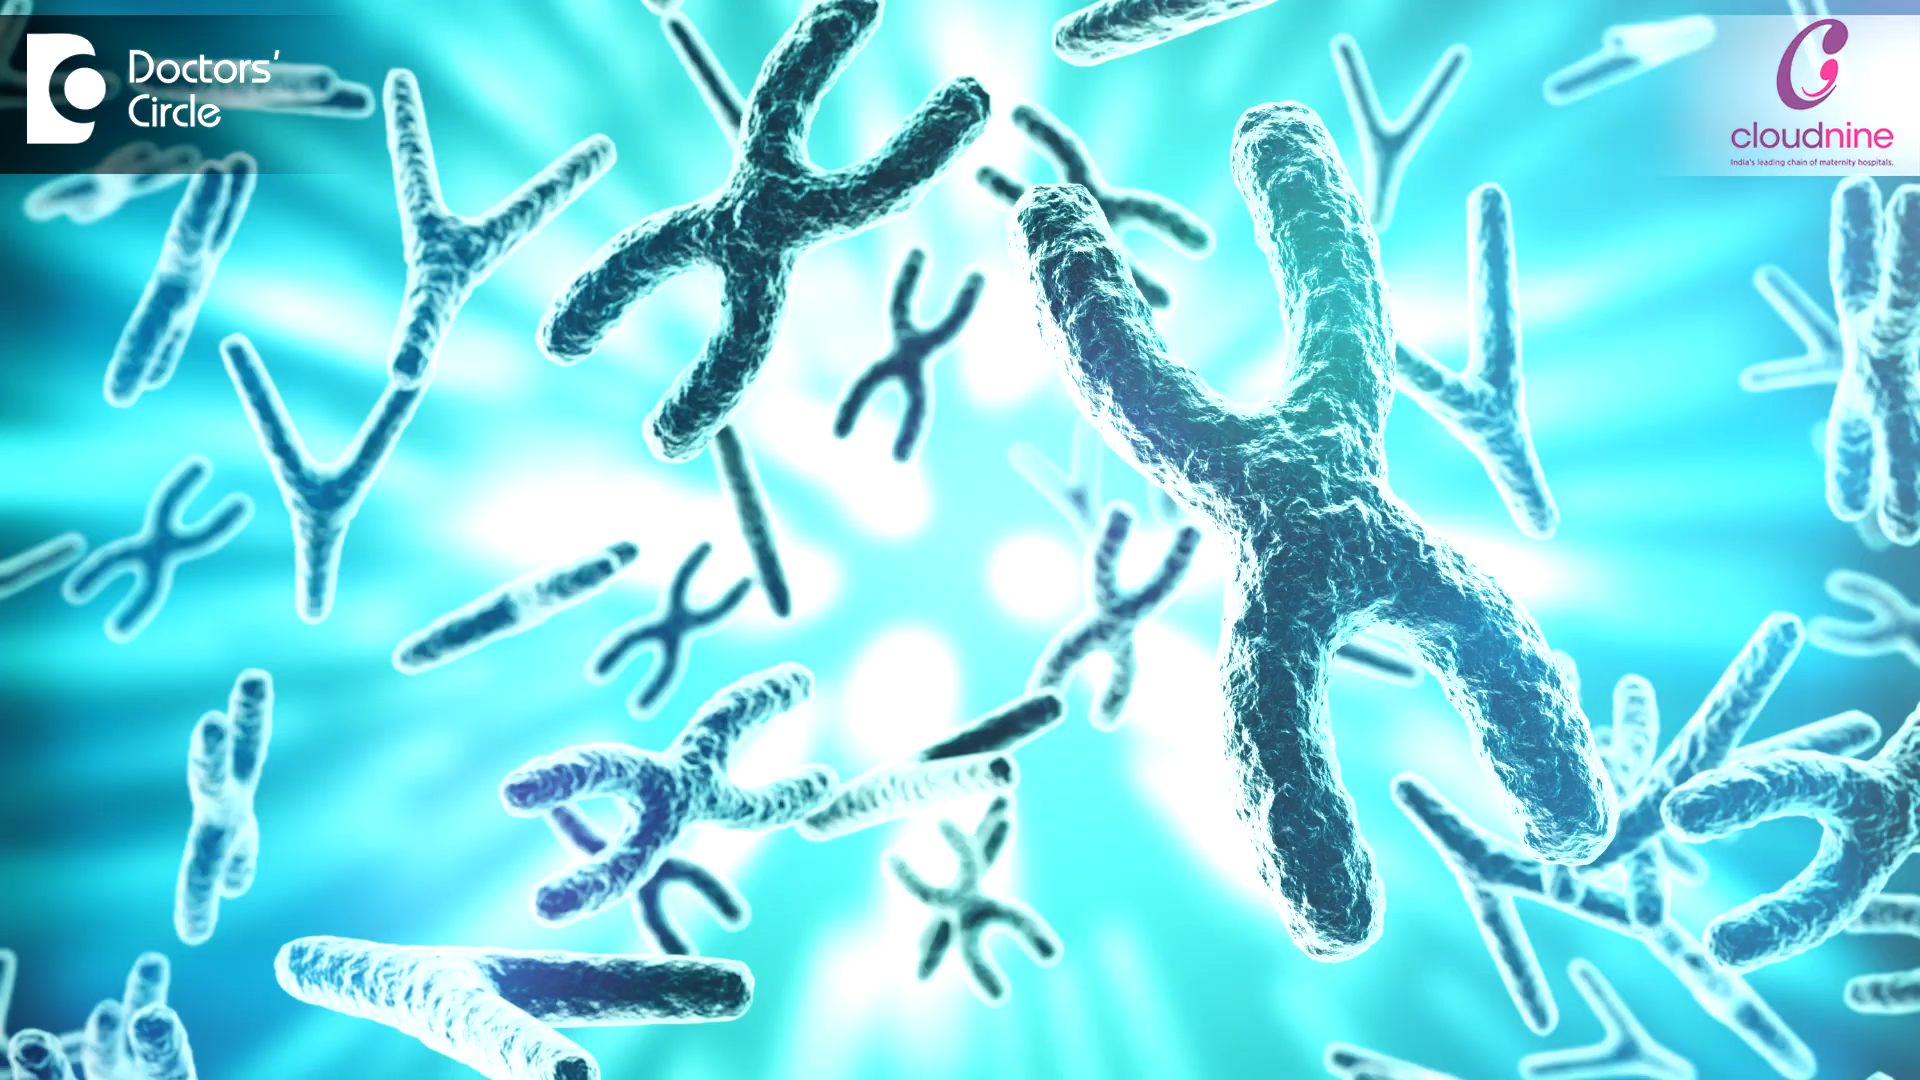 Doctors'
Circle
cloudnine
India's leading chain of maternity hospitals.